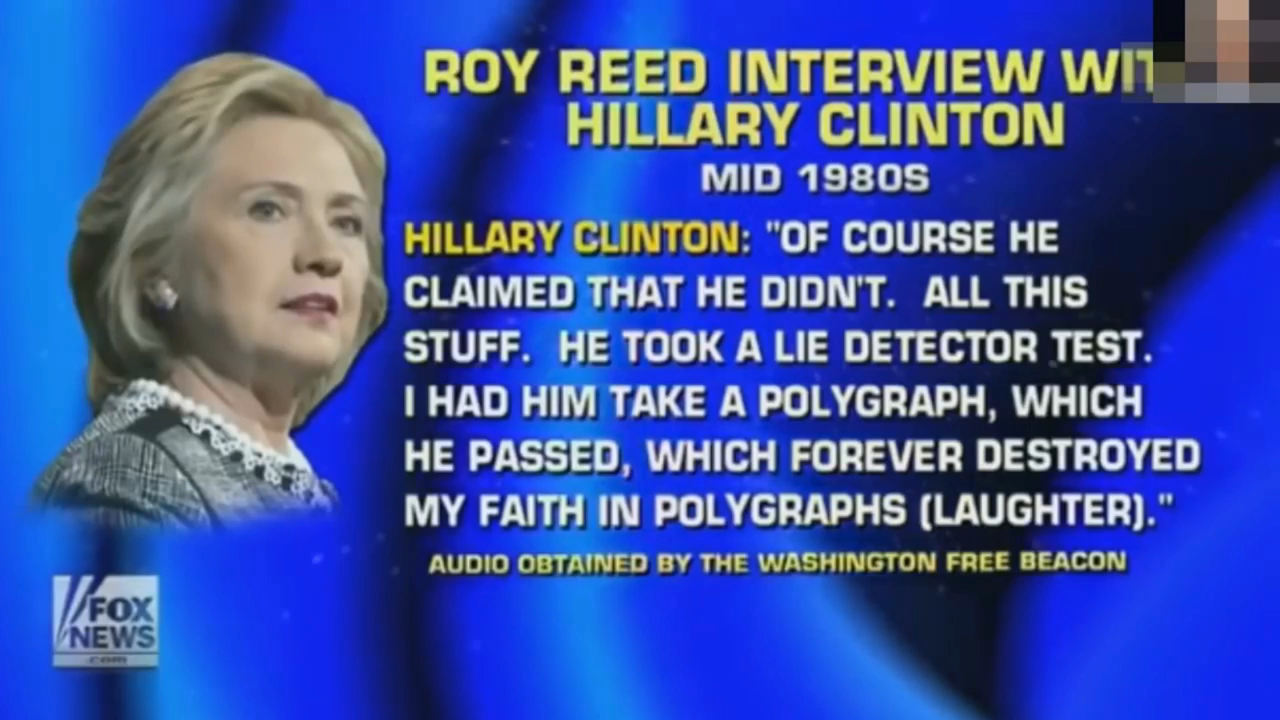 ROY REED INTERVIEW
HILLARY CLINTON
MID 1980S
HILLARY CLINTON: "OF COURSE HE
CLAIMED THAT HE DIDN'T. ALL THIS
STUFF. HE TOOK A LIE DETECTOR TEST.
I HAD HIM TAKE A POLYGRAPH, WHICH
HE PASSED, WHICH FOREVER DESTROYED
MY FAITH IN POLYGRAPHS (LAUGHTER)."
AUDIO OBTAINED BY THE WASHINGTON FREE BEACON
FOX
NEWS
.com